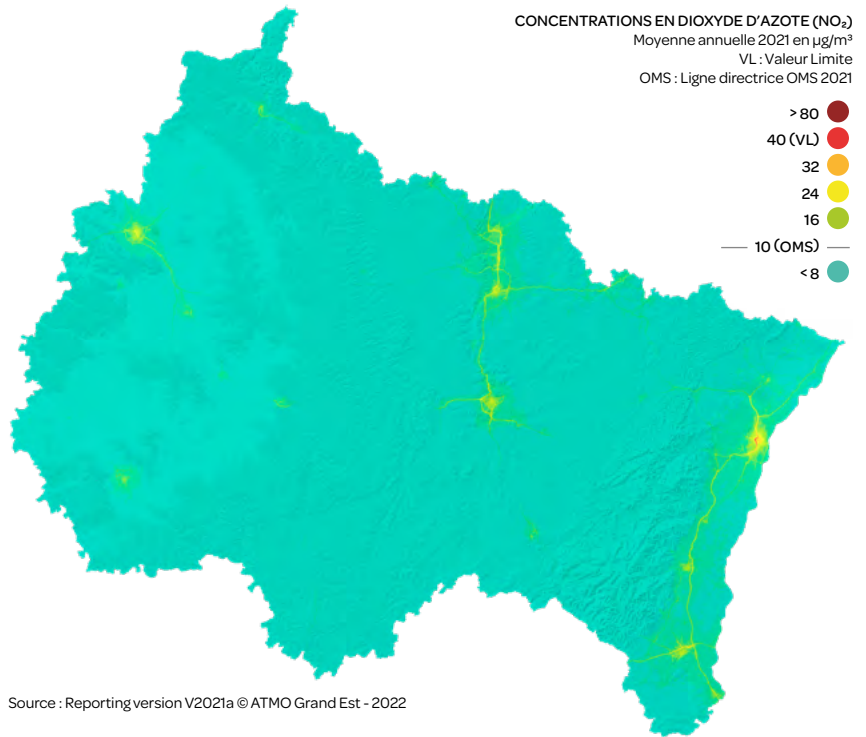 CONCENTRATIONS EN DIOXYDE D'AZOTE (NO₂)
Moyenne annuelle 2021 en µg/m³
VL : Valeur Limite
OMS : Ligne directrice OMS 2021
> 80
40 (VL)
32
24
16
10 (OMS)
< 8
Source : Reporting version V2021a © ATMO Grand Est - 2022